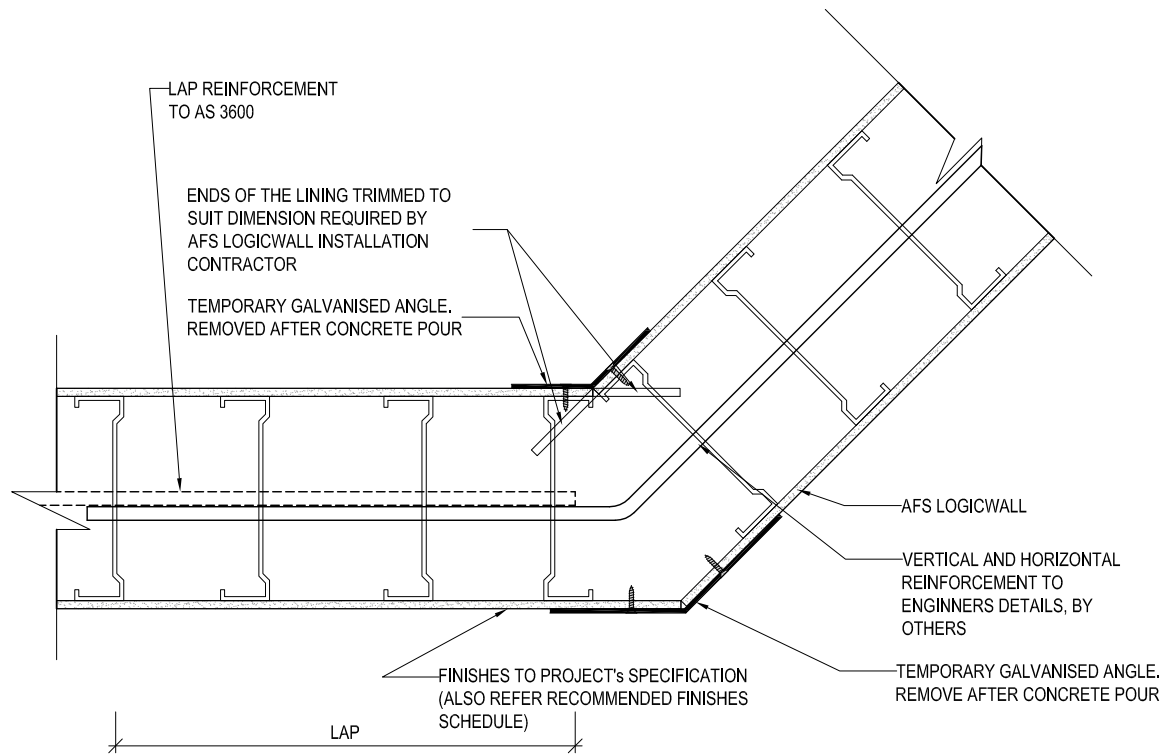 LAP REINFORCEMENT
TO AS 3600
ENDS OF THE LINING TRIMMED TO
SUIT DIMENSION REQUIRED BY
AFS LOGICWALL INSTALLATION
CONTRACTOR
TEMPORARY GALVANISED ANGLE.
REMOVED AFTER CONCRETE POUR
AFS LOGICWALL
VERTICAL AND HORIZONTAL
REINFORCEMENT TO
ENGINNERS DETAILS, BY
OTHERS
TEMPORARY GALVANISED ANGLE.
REMOVE AFTER CONCRETE POUR
FINISHES TO PROJECT's SPECIFICATION
(ALSO REFER RECOMMENDED FINISHES
SCHEDULE)
LAP